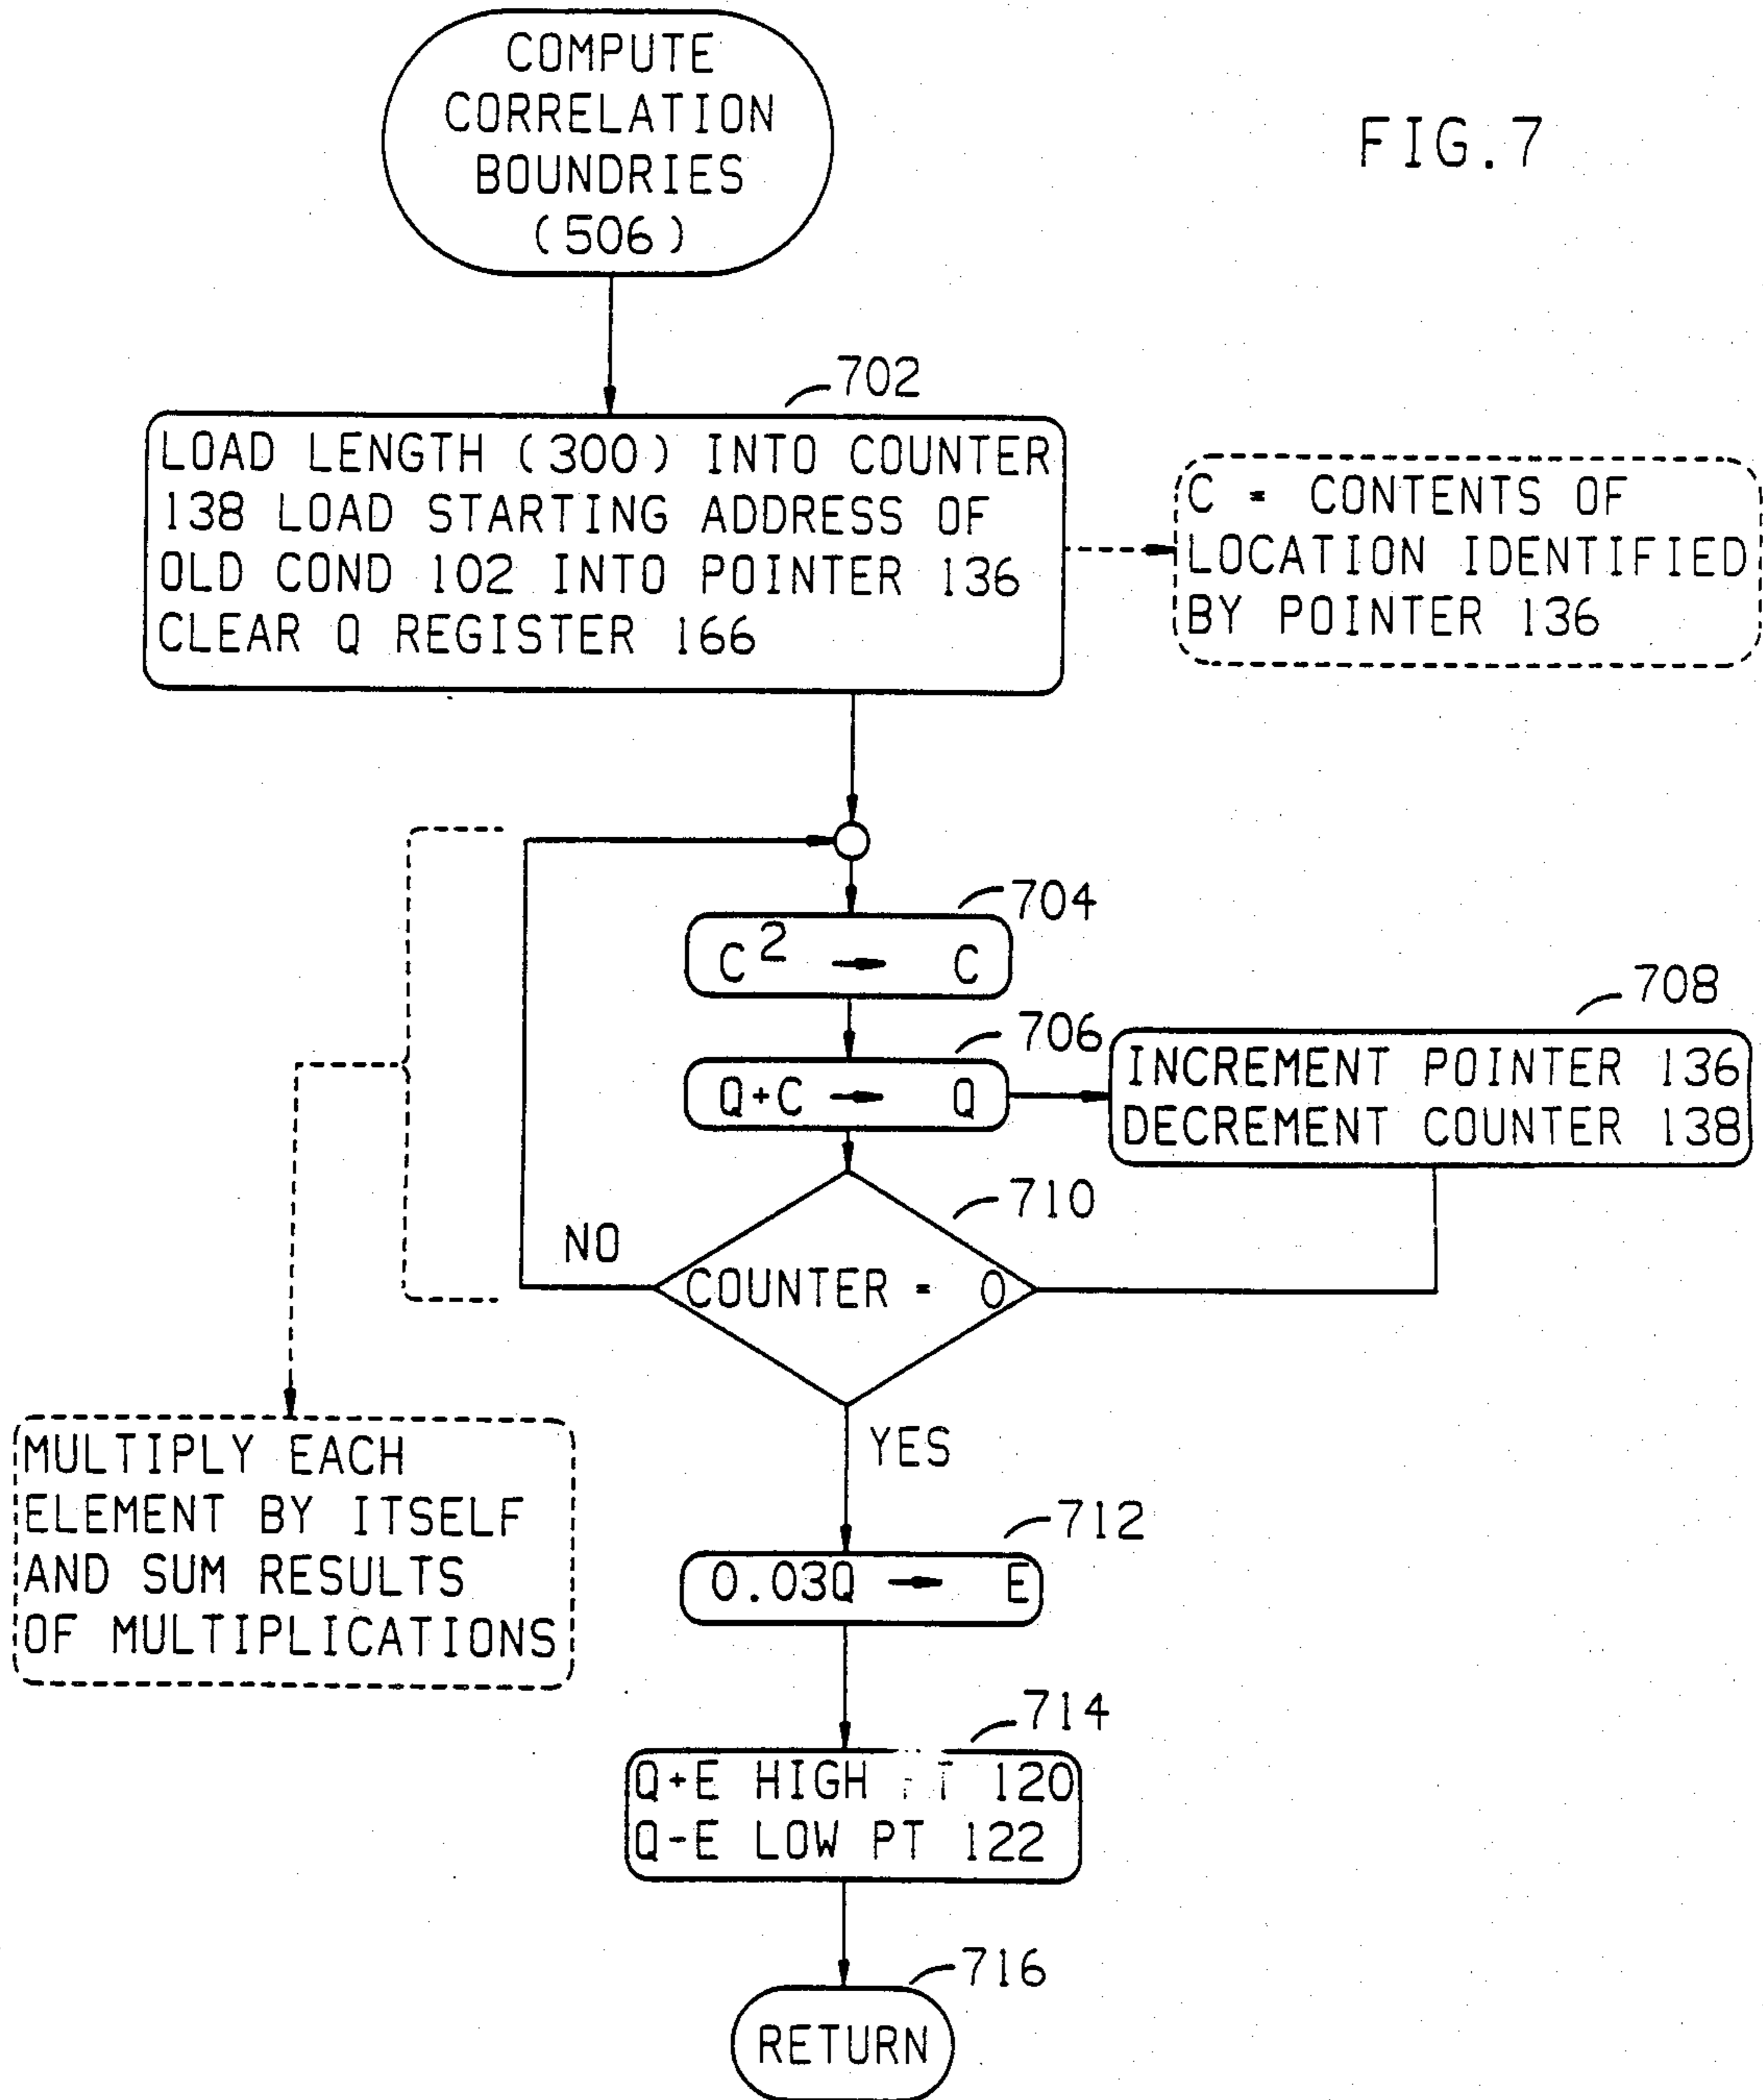 COMPUTE
CORRELATION
BOUNDRIES
(506)
FIG.7
702
LOAD LENGTH (300) INTO COUNTER
138 LOAD STARTING ADDRESS OF
OLD COND 102 INTO POINTER 136
CLEAR Q REGISTER 166
C = CONTENTS OF
LOCATION IDENTIFIED
BY POINTER 136
704
C² → C
706
Q+C → Q
708
INCREMENT POINTER 136
DECREMENT COUNTER 138
710
NO
COUNTER = 0
YES
MULTIPLY EACH
ELEMENT BY ITSELF
AND SUM RESULTS
OF MULTIPLICATIONS
712
0.03Q → E
714
Q+E HIGH 120
Q-E LOW PT 122
716
RETURN